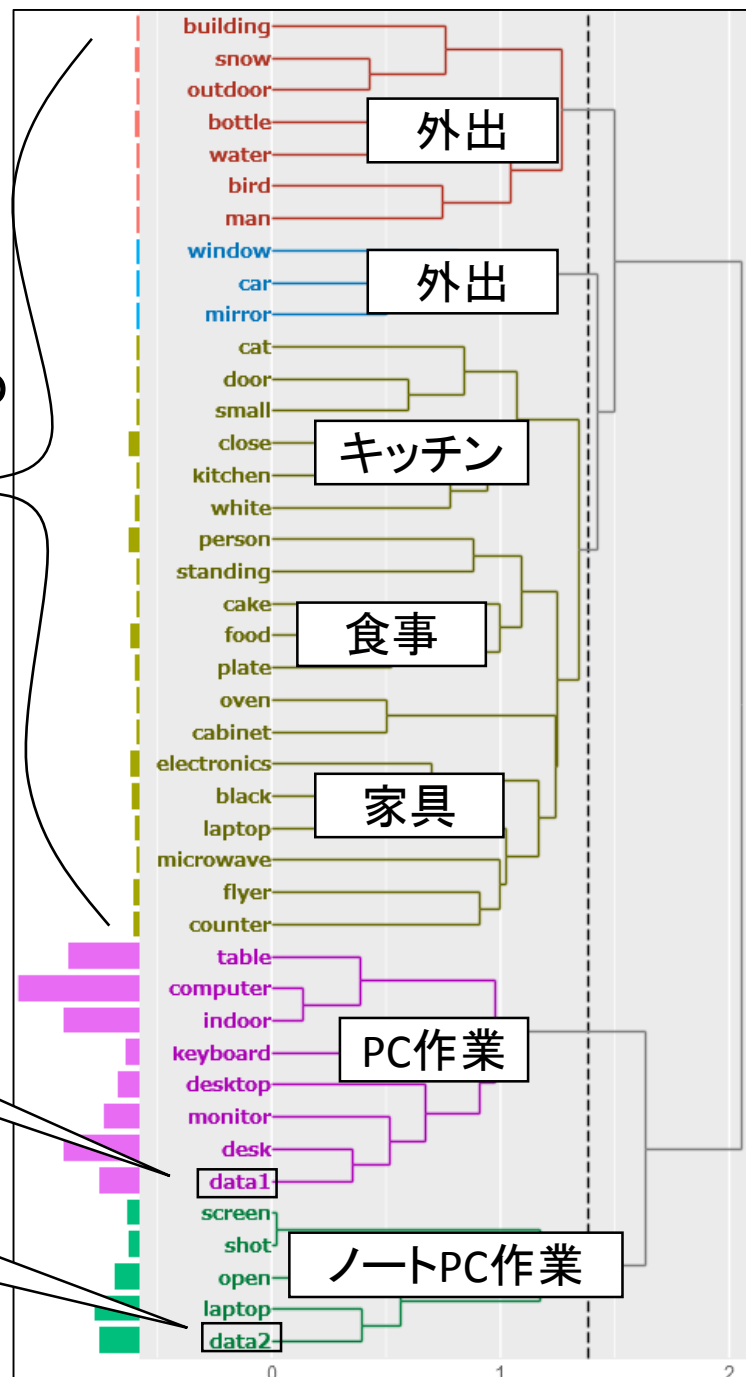 building
snow
outdoor
bottle
water
bird
man
外出
window
car
mirror
外出
cat
door
small
close
kitchen
white
キッチン
person
standing
cake
food
plate
食事
oven
cabinet
electronics
black
laptop
家具
microwave
flyer
counter
table
computer
indoor
keyboard
PC作業
desktop
monitor
desk
data1
screen
shot
open
ノートPC作業
laptop
data2
0 1 2